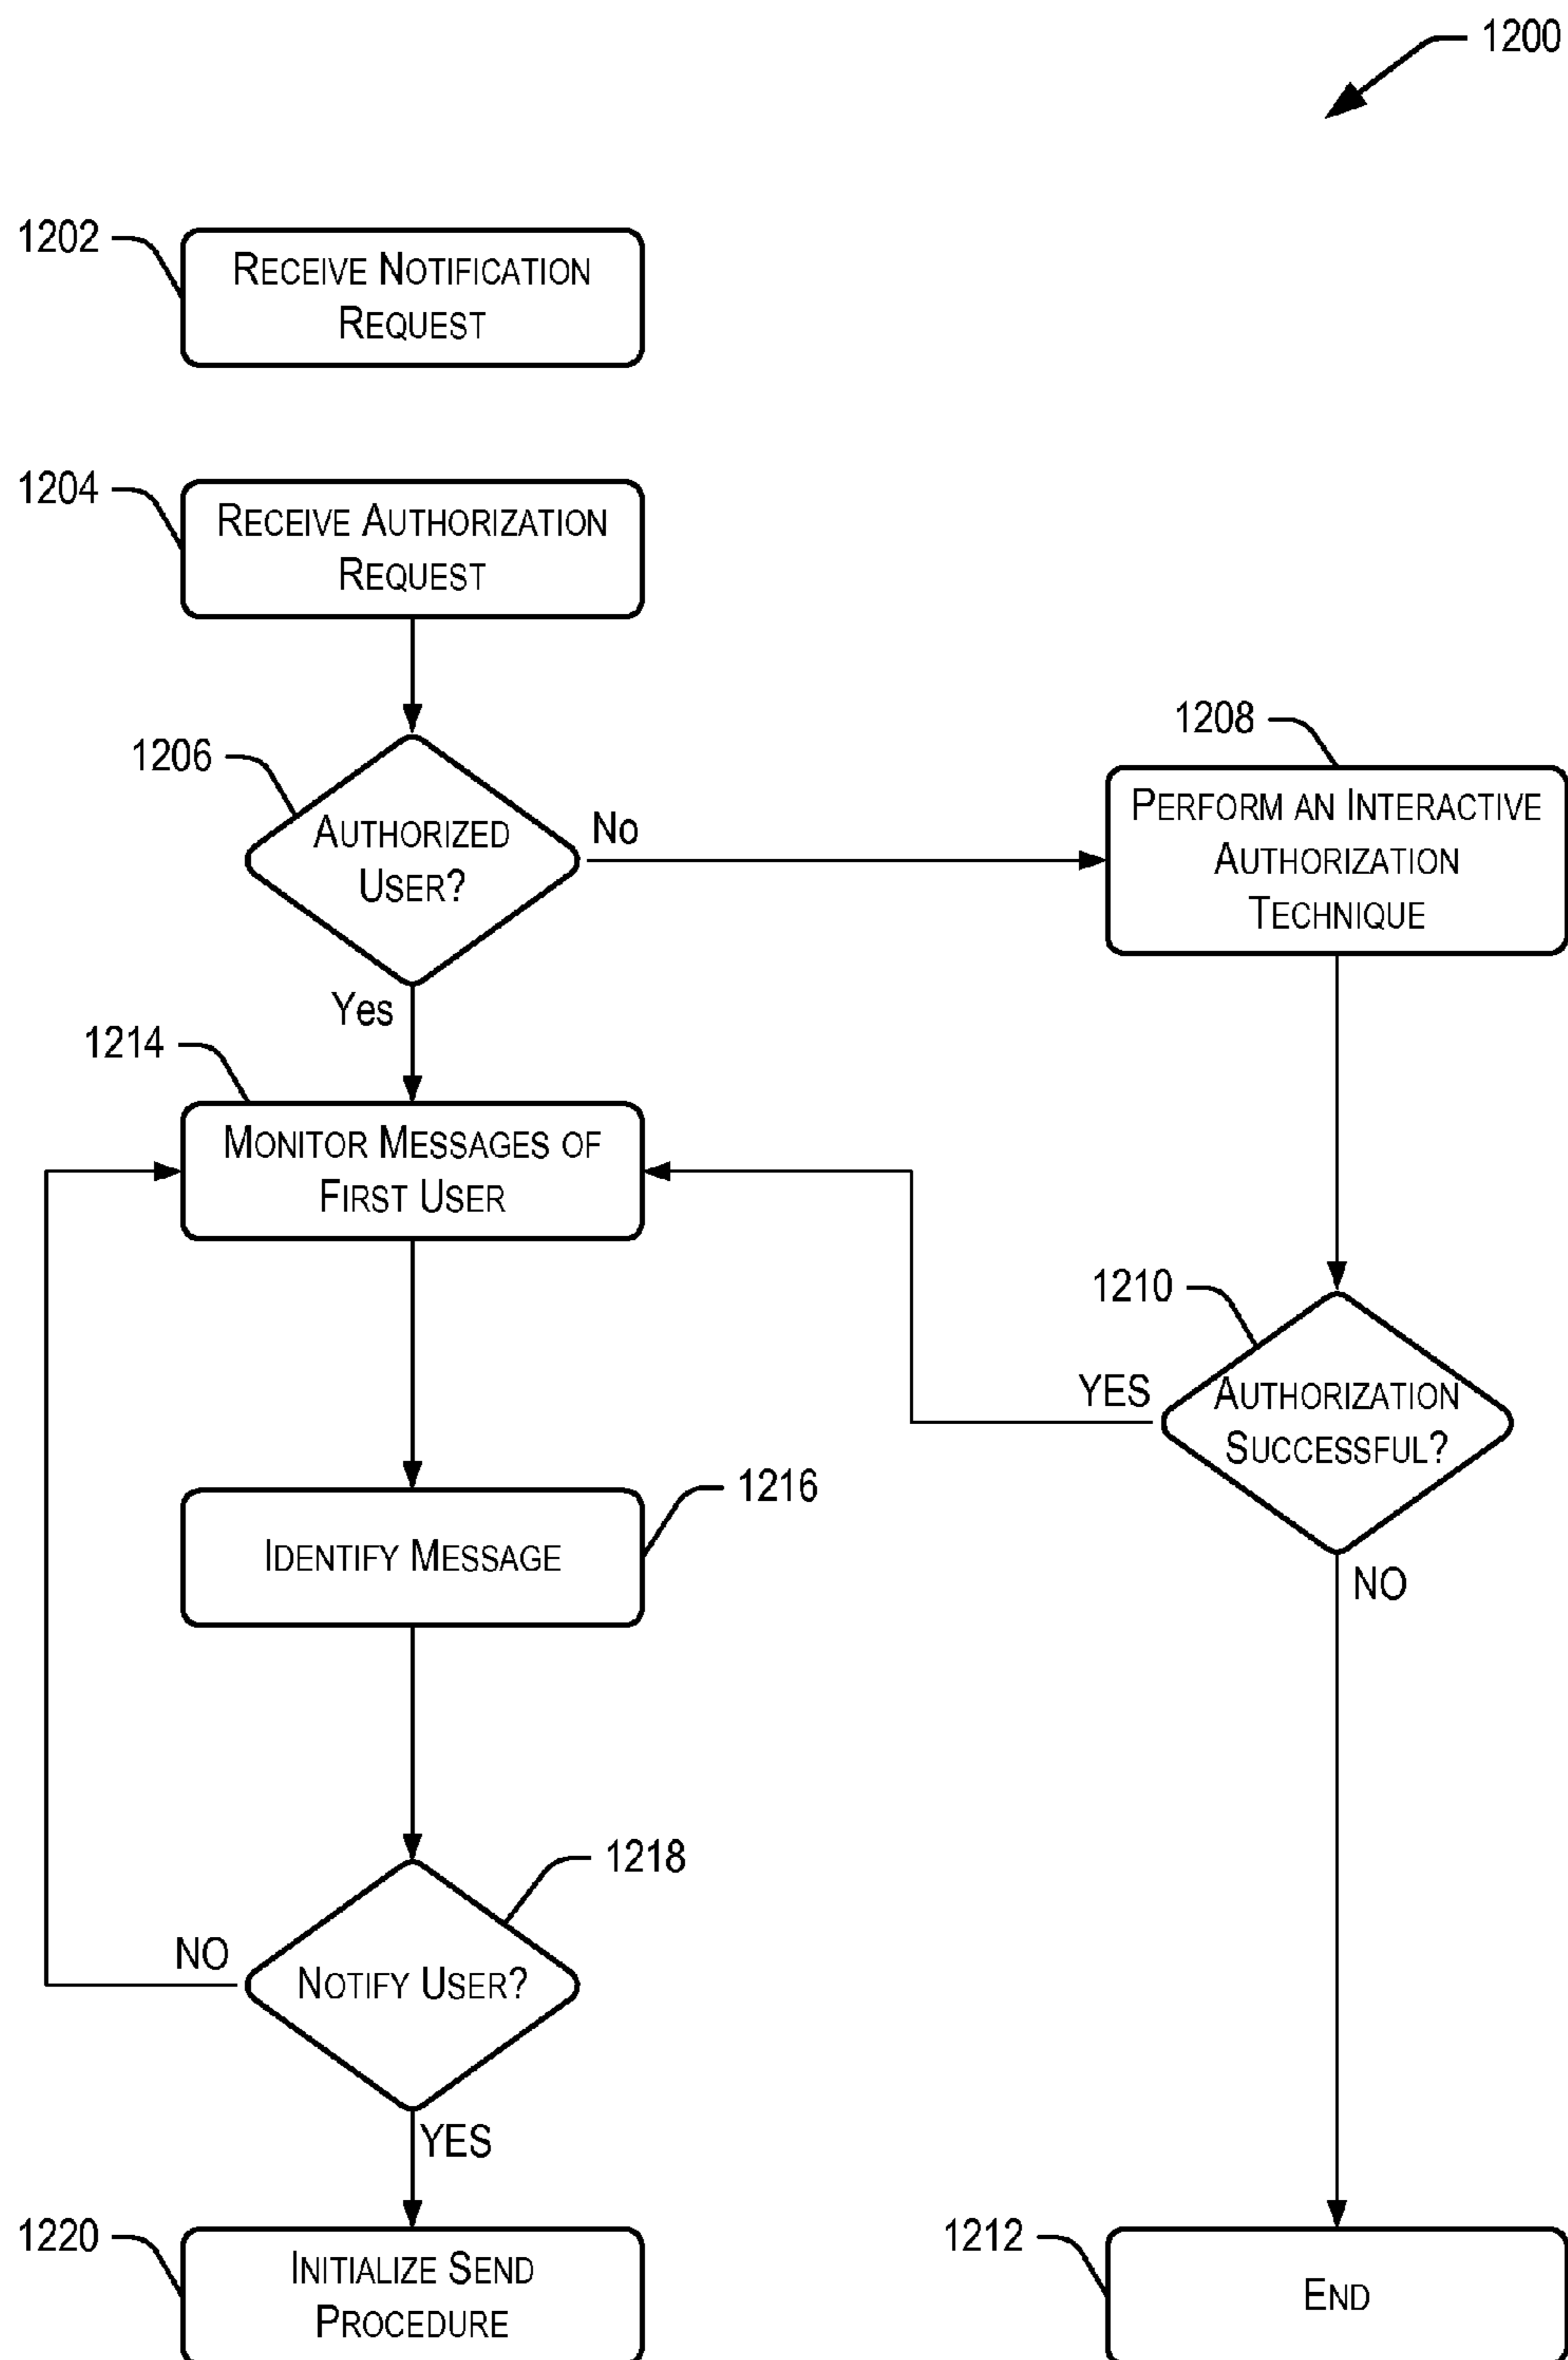 1200
1202
RECEIVE NOTIFICATION
REQUEST
1204
RECEIVE AUTHORIZATION
REQUEST
1206
AUTHORIZED
USER?
No
1208
PERFORM AN INTERACTIVE
AUTHORIZATION
TECHNIQUE
Yes
1214
MONITOR MESSAGES OF
FIRST USER
1210
AUTHORIZATION
SUCCESSFUL?
YES
NO
1216
IDENTIFY MESSAGE
1218
NOTIFY USER?
NO
YES
1220
INITIALIZE SEND
PROCEDURE
1212
END